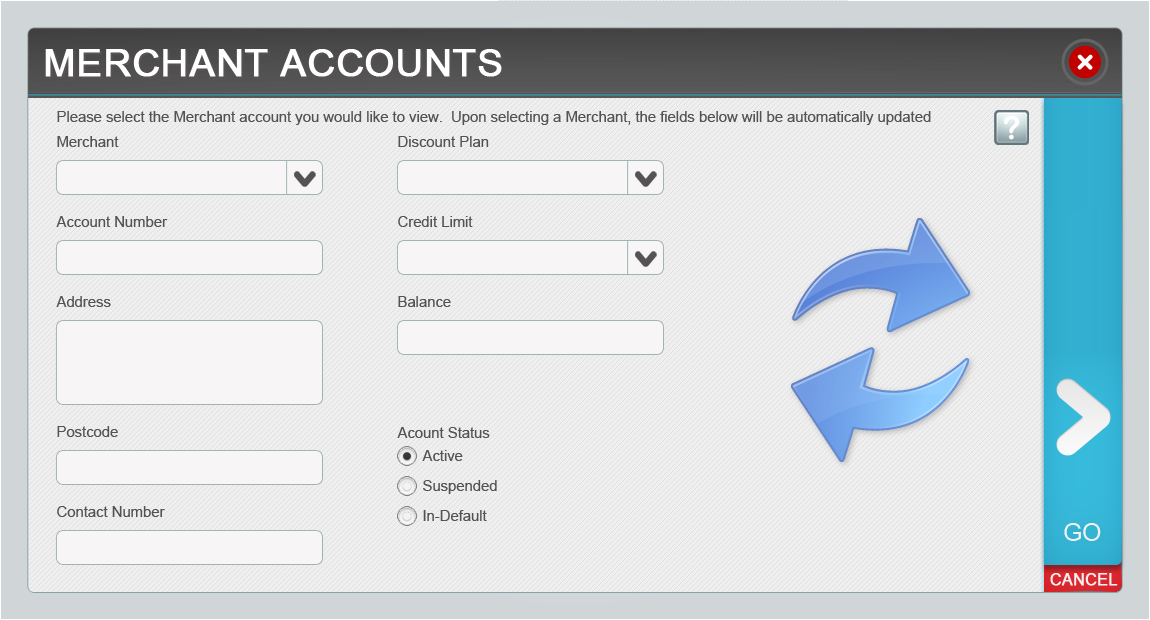 MERCHANT ACCOUNTS
Please select the Merchant account you would like to view.  Upon selecting a Merchant, the fields below will be automatically updated
?
Merchant
Discount Plan
Account Number
Credit Limit
Address
Balance
Postcode
Acount Status
Active
Suspended
In-Default
Contact Number
GO
CANCEL